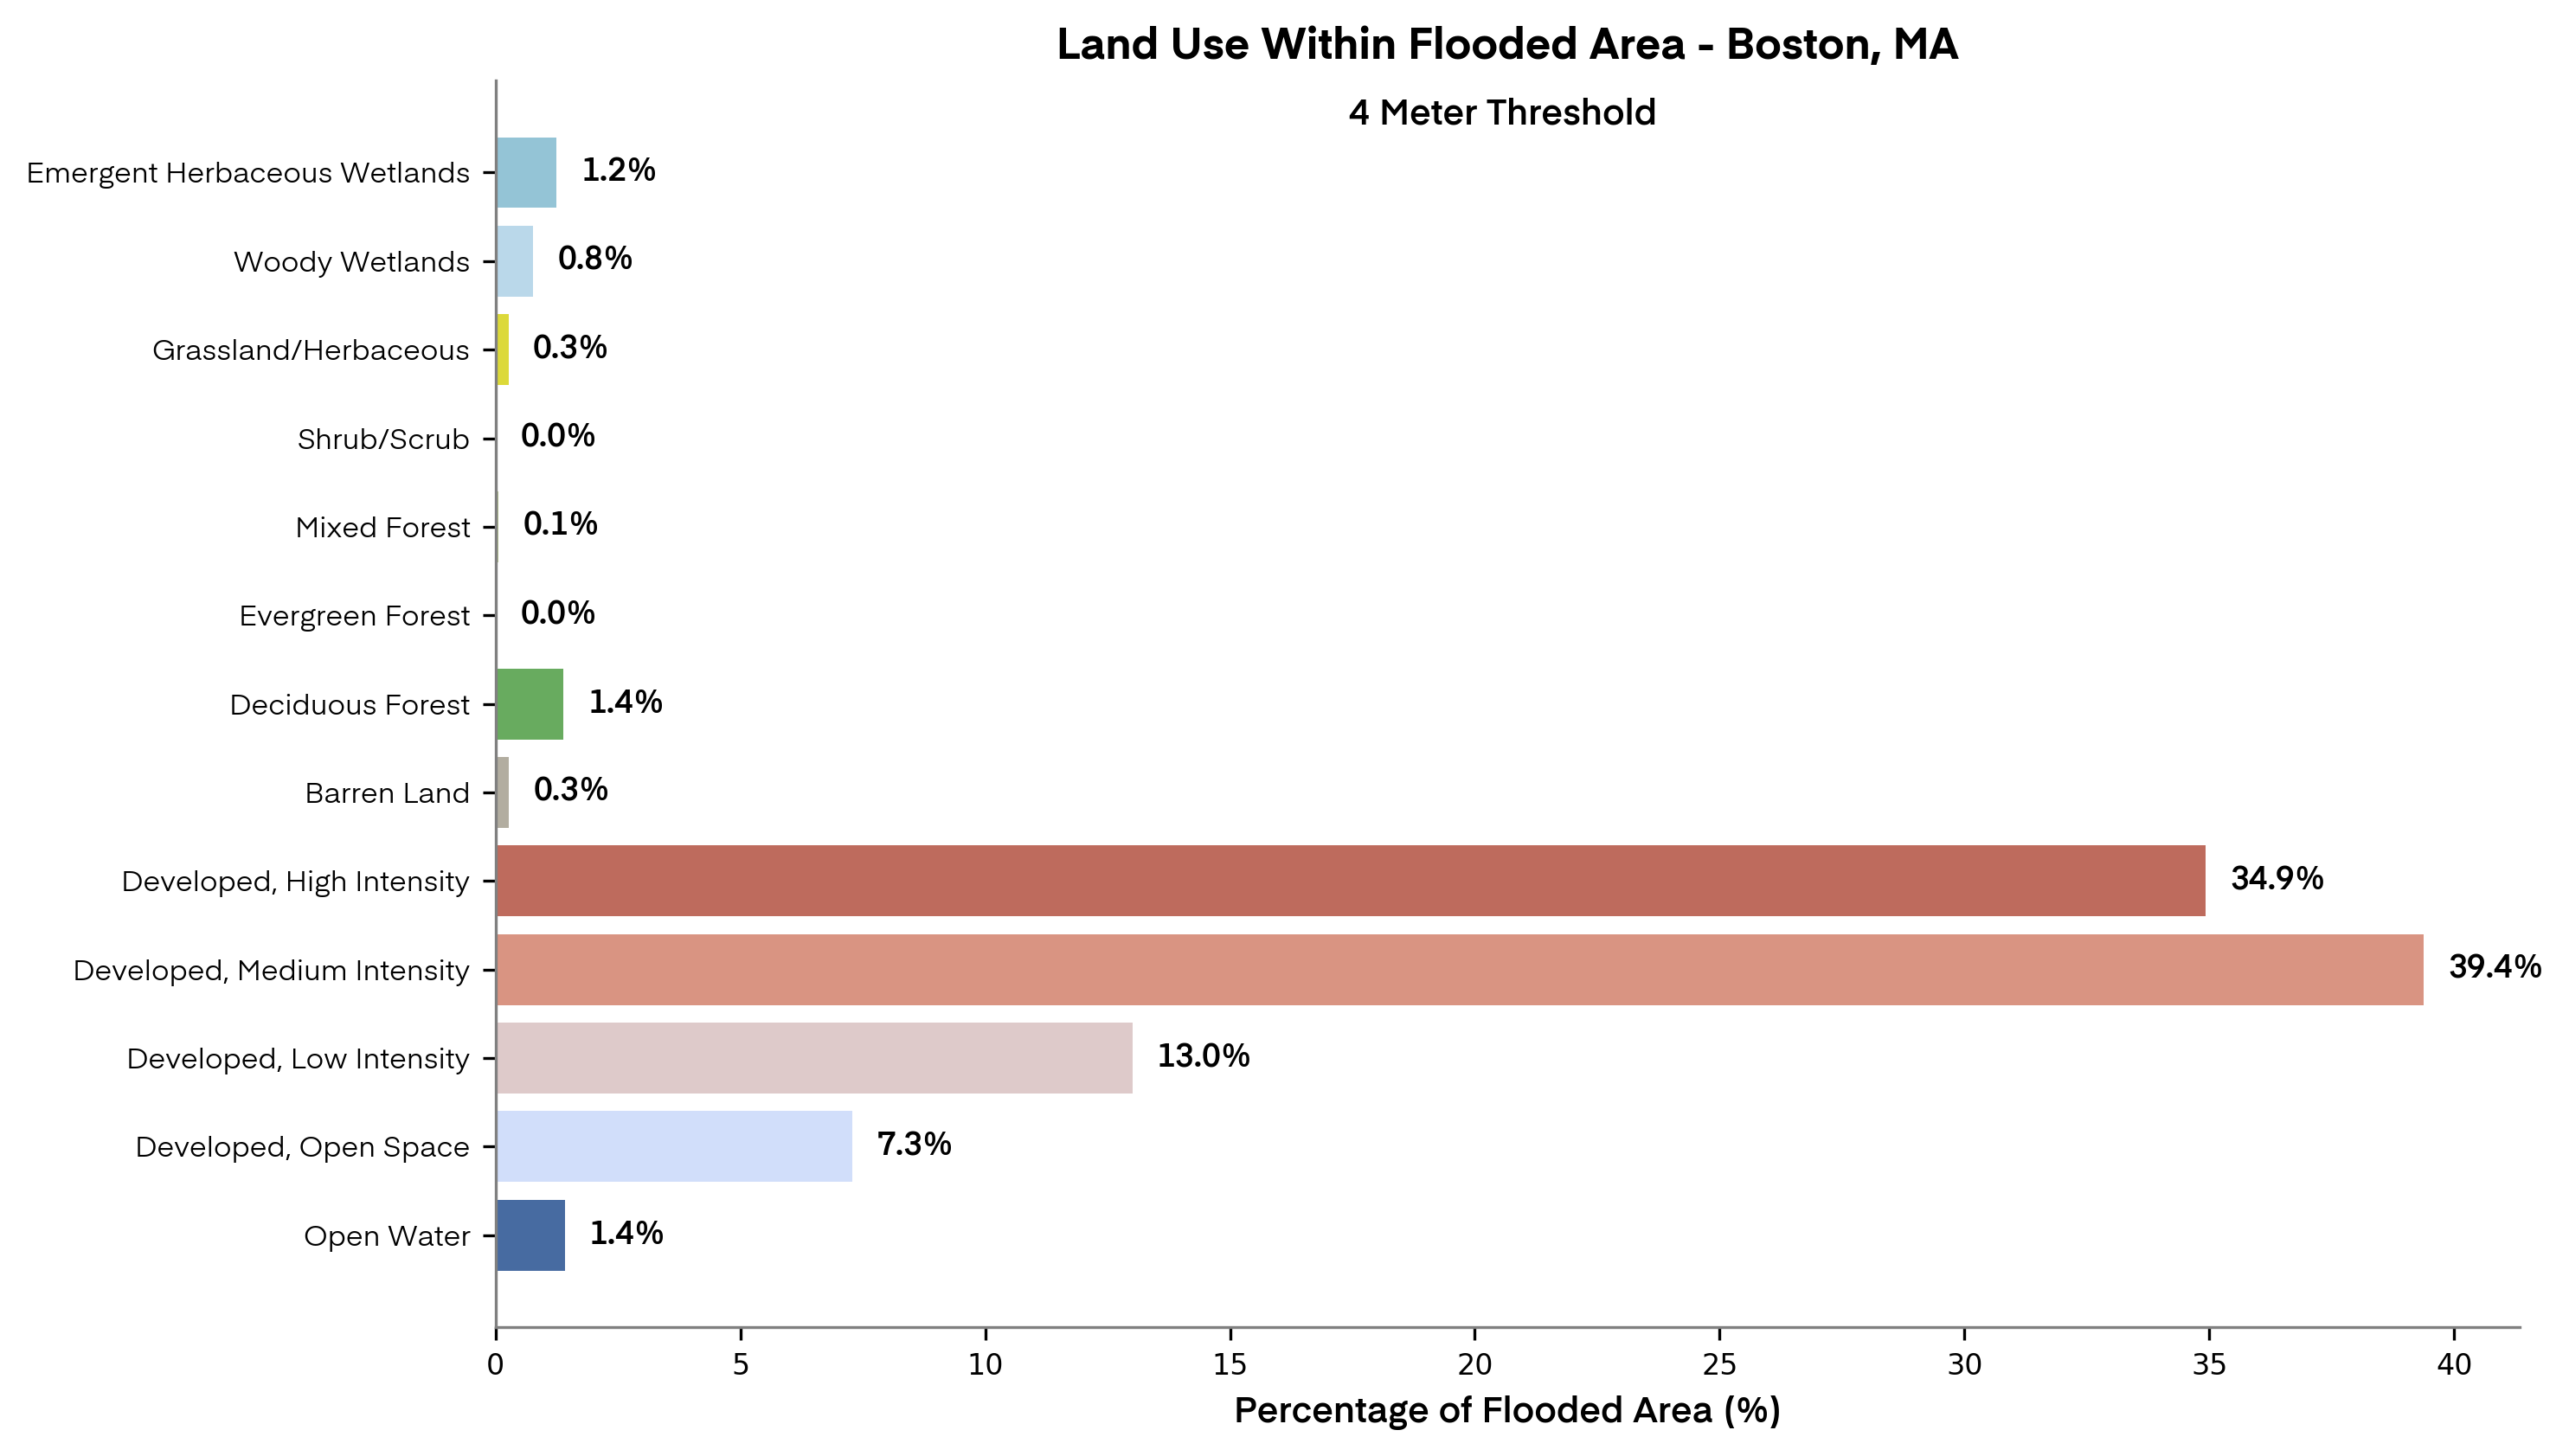 Land Use Within Flooded Area - Boston, MA
4 Meter Threshold
Emergent Herbaceous Wetlands 1.2%
Woody Wetlands 0.8%
Grassland/Herbaceous 0.3%
Shrub/Scrub 0.0%
Mixed Forest 0.1%
Evergreen Forest 0.0%
Deciduous Forest 1.4%
Barren Land 0.3%
Developed, High Intensity 34.9%
Developed, Medium Intensity 39.4%
Developed, Low Intensity 13.0%
Developed, Open Space 7.3%
Open Water 1.4%
0 5 10 15 20 25 30 35 40
Percentage of Flooded Area (%)